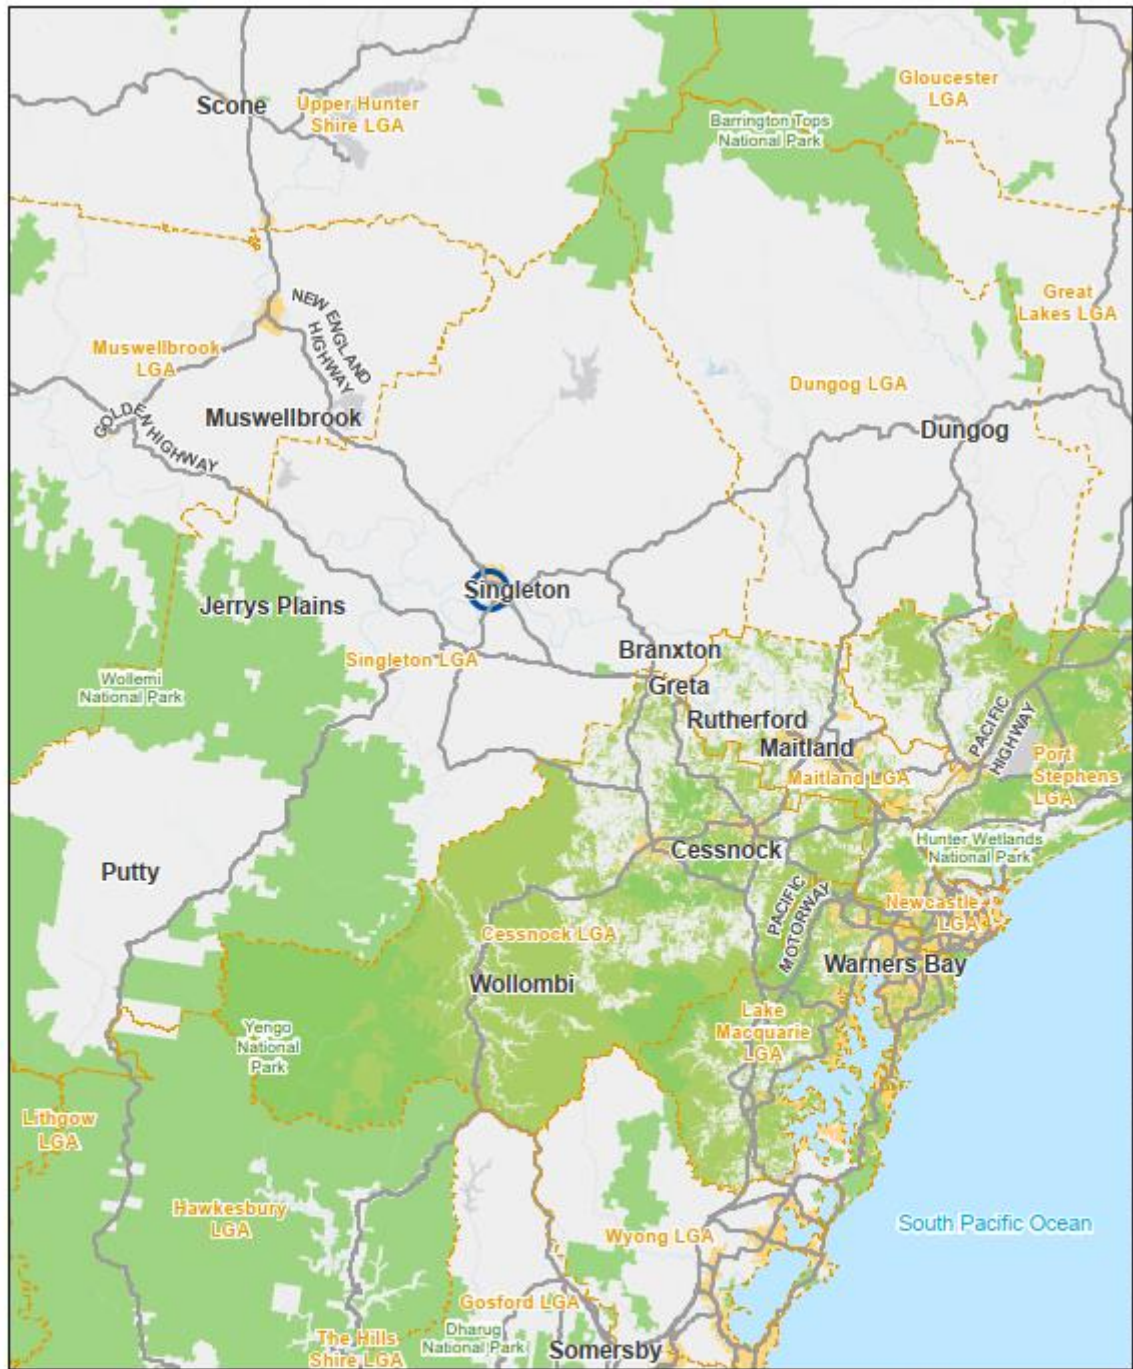 Gloucester
LGA
Scone
Upper Hunter
Shire LGA
Barrington Tops
National Park
NEW ENGLAND
HIGHWAY
Great
Lakes LGA
Muswellbrook
LGA
Dungog LGA
GOLDEN HIGHWAY
Muswellbrook
Dungog
Singleton
Jerrys Plains
Branxton
Singleton LGA
Wollemi
National Park
Greta
Rutherford
PACIFIC
HIGHWAY
Maitland
Port
Stephens
LGA
Maitland LGA
Hunter Wetlands
National Park
Cessnock
Putty
PACIFIC
MOTORWAY
Newcastle
LGA
Cessnock LGA
Warners Bay
Wollombi
Lake
Macquarie
LGA
Yengo
National
Park
Lithgow
LGA
Hawkesbury
LGA
South Pacific Ocean
Wyong LGA
Gosford LGA
Dharug
National Park
The Hills
Shire LGA
Somersby